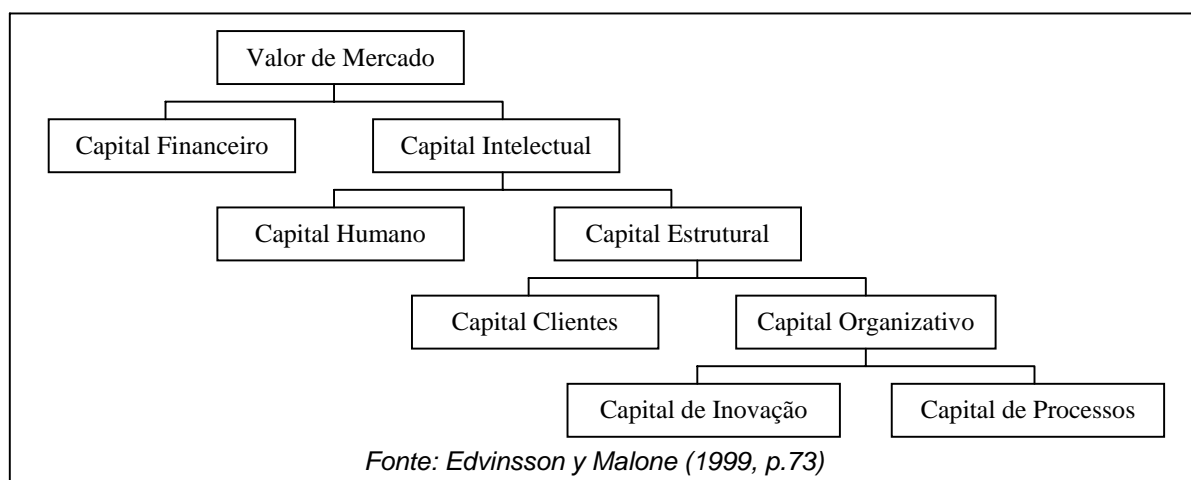 Valor de Mercado
Capital Financeiro
Capital Intelectual
Capital Humano
Capital Estrutural
Capital Clientes
Capital Organizativo
Capital de Inovação
Capital de Processos
Fonte: Edvinsson y Malone (1999, p.73)